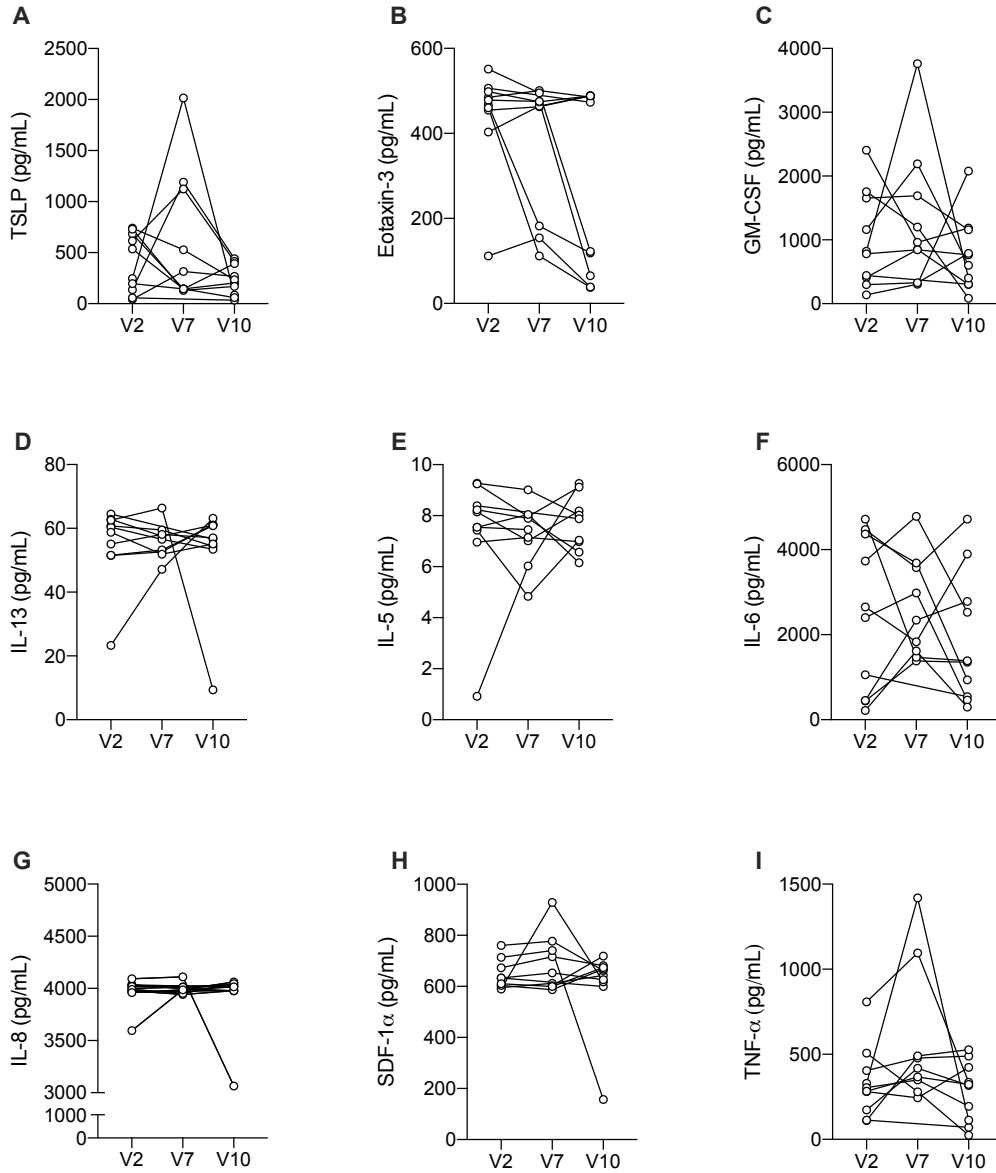 A
TSLP (pg/mL)
2500
2000
1500
1000
500
0
V2 V7 V10
B
Eotaxin-3 (pg/mL)
600
400
200
0
V2 V7 V10
C
GM-CSF (pg/mL)
4000
3000
2000
1000
0
V2 V7 V10
D
IL-13 (pg/mL)
80
60
40
20
0
V2 V7 V10
E
IL-5 (pg/mL)
10
8
6
4
2
0
V2 V7 V10
F
IL-6 (pg/mL)
6000
4000
2000
0
V2 V7 V10
G
IL-8 (pg/mL)
5000
4500
4000
3500
3000
1000
0
V2 V7 V10
H
SDF-1α (pg/mL)
1000
800
600
400
200
0
V2 V7 V10
I
TNF-α (pg/mL)
1500
1000
500
0
V2 V7 V10